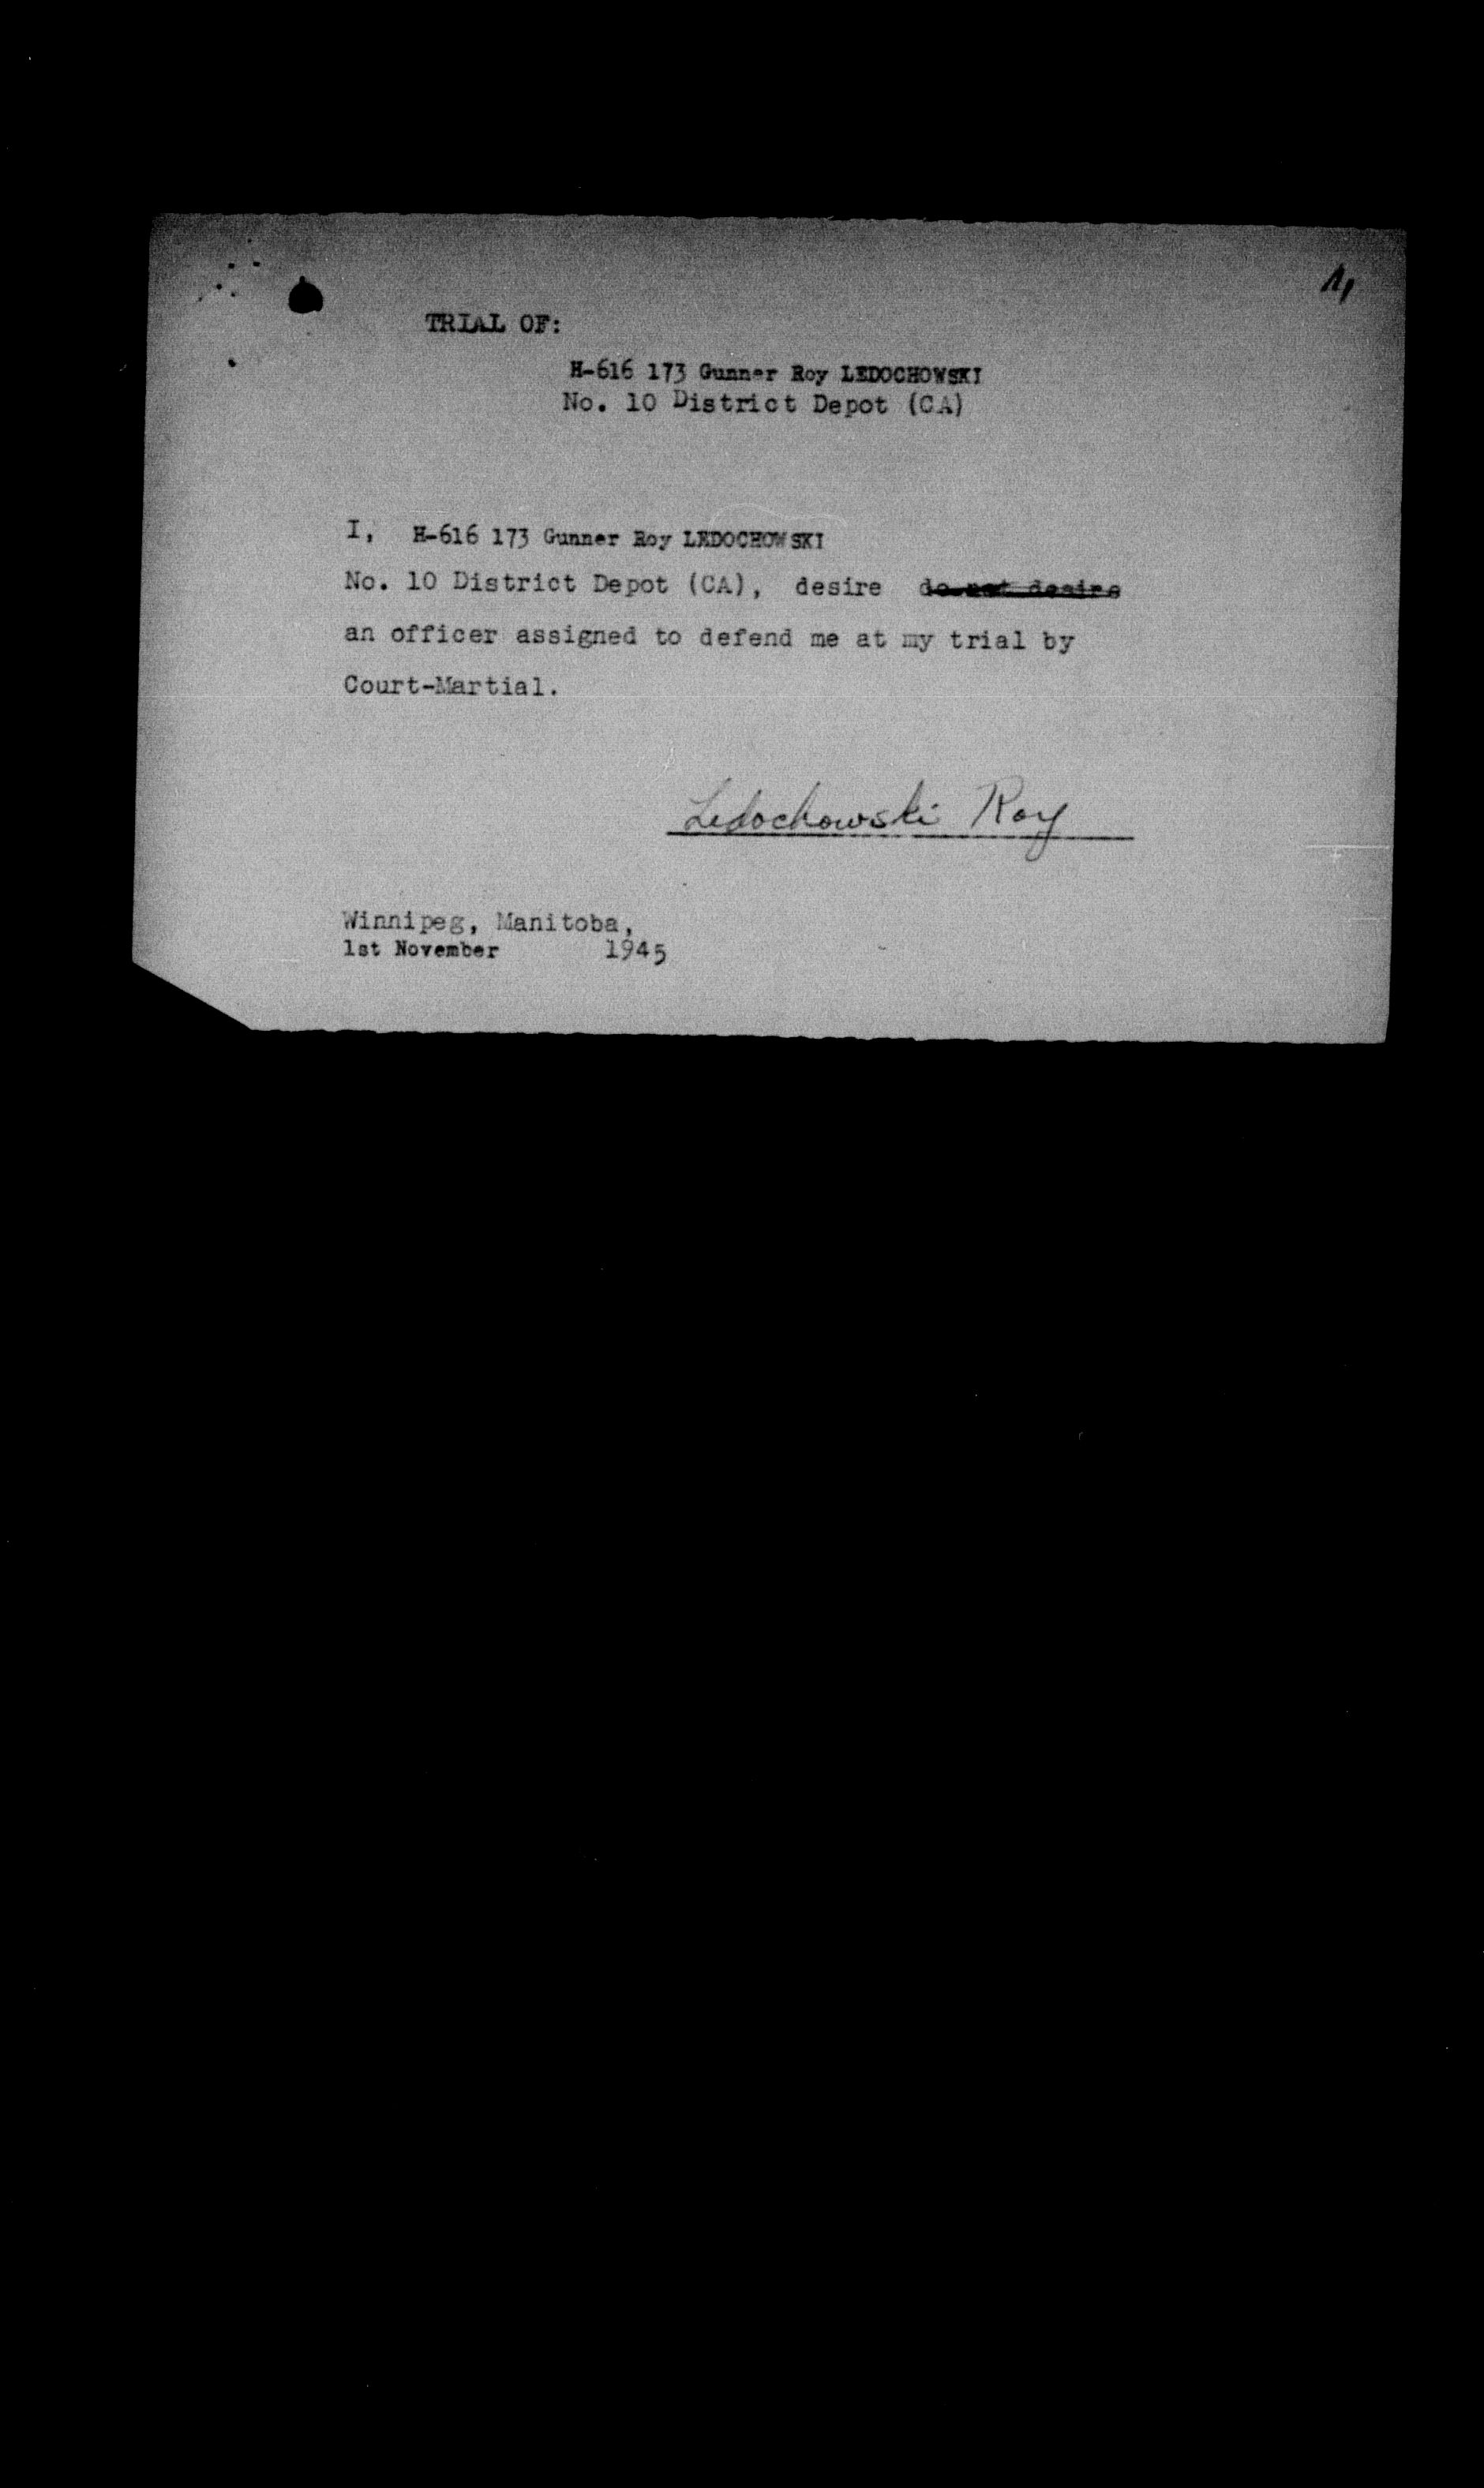 TRIAL OF:
H-616 173 Gunner Roy LEDOCHOWSKI
No. 10 District Depot (CA)
I, H-616 173 Gunner Roy LEDOCHOWSKI
No. 10 District Depot (CA), desire do not desire
an officer assigned to defend me at my trial by
Court-Martial.
Ledochowski Roy
Winnipeg, Manitoba,
1st November 1945